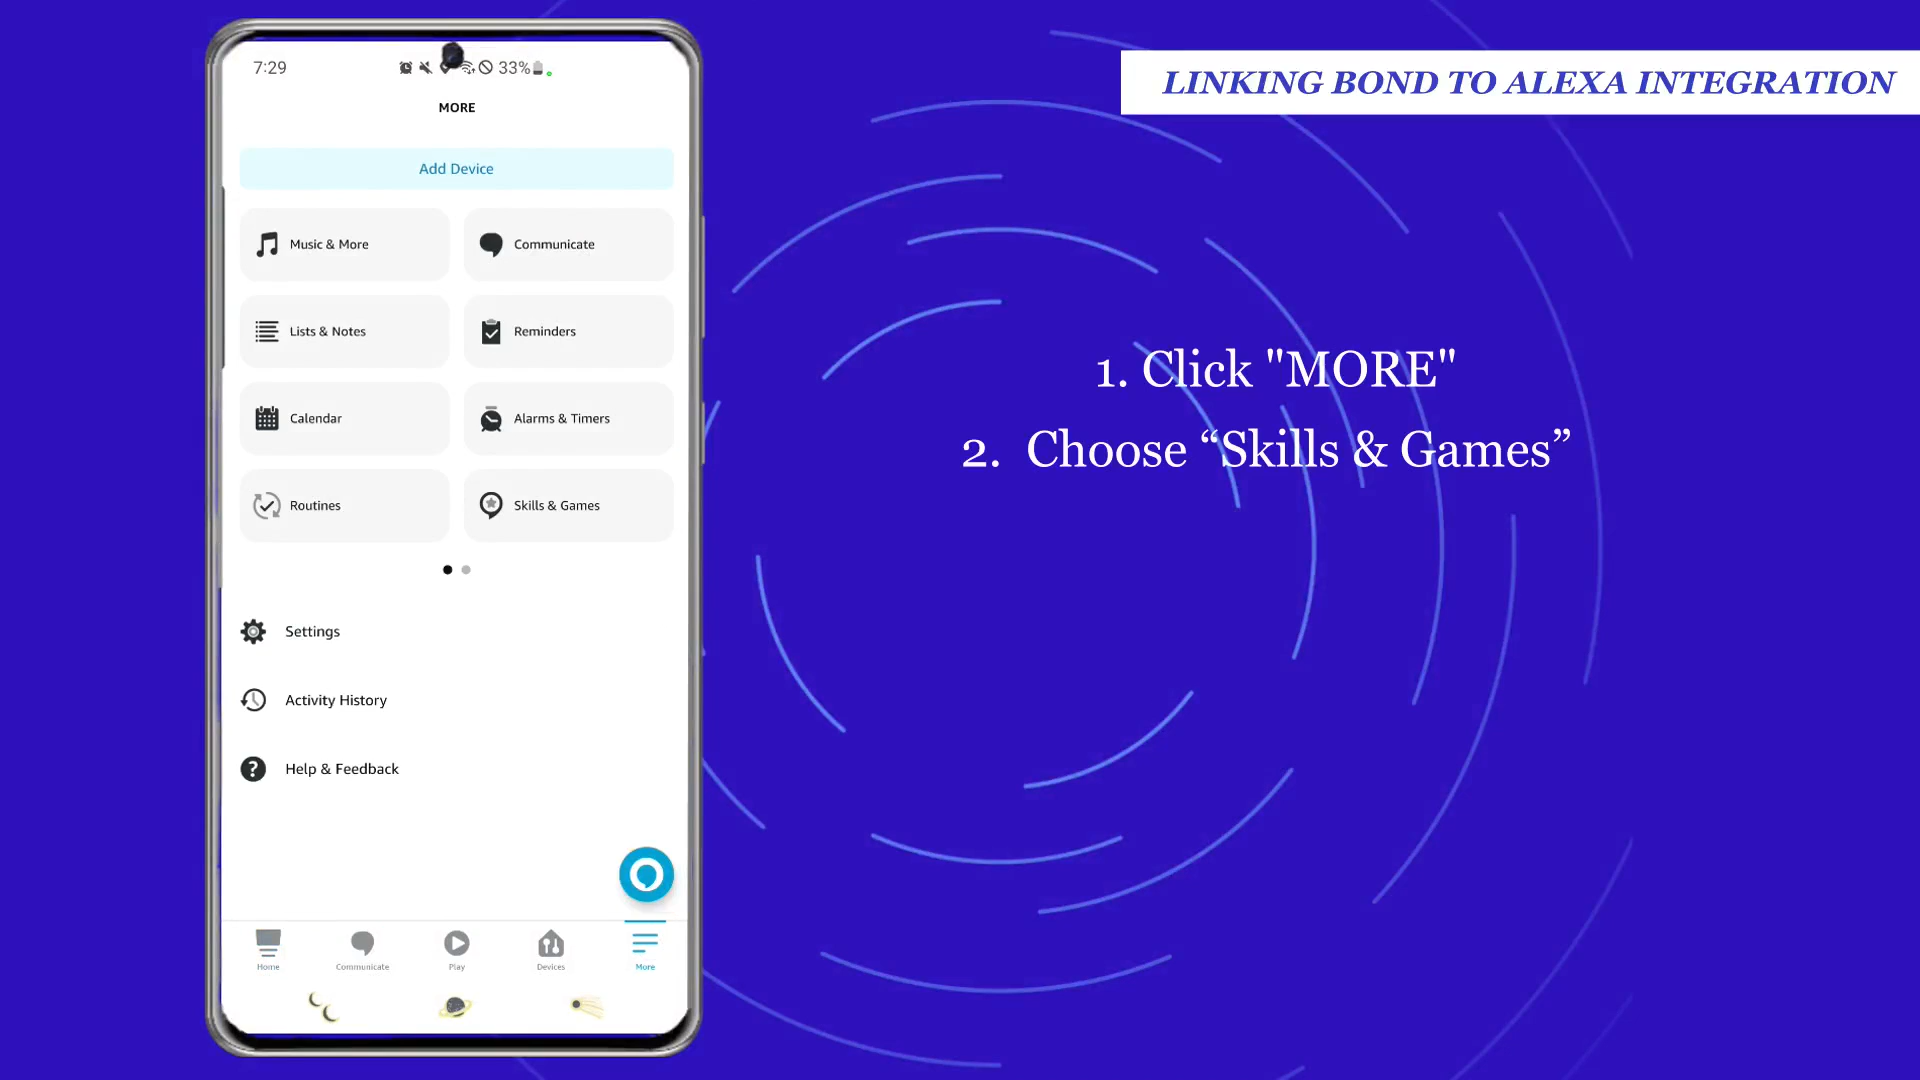 7:29
33%
MORE
Add Device
Music & More
Communicate
Lists & Notes
Reminders
Calendar
Alarms & Timers
Routines
Skills & Games
Settings
Activity History
Help & Feedback
Home
Communicate
Play
Devices
More
LINKING BOND TO ALEXA INTEGRATION
1. Click "MORE"
2. Choose “Skills & Games”